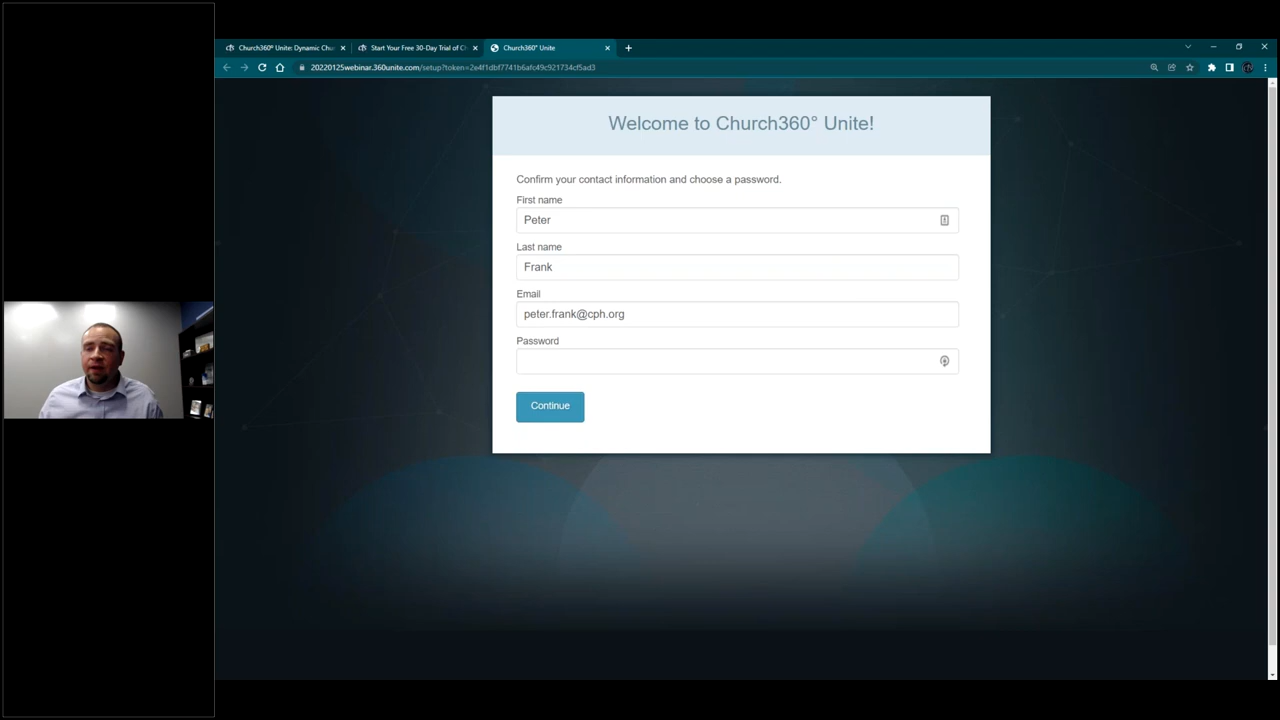 Church360° Unite: Dynamic Chu
Start Your Free 30-Day Trial of C
Church360° Unite
20220125webinar.360unite.com/setup?token=2e4f1dbf7741b6afc49c921734cf5ad3
Welcome to Church360° Unite!
Confirm your contact information and choose a password.
First name
Peter
Last name
Frank
Email
peter.frank@cph.org
Password
Continue